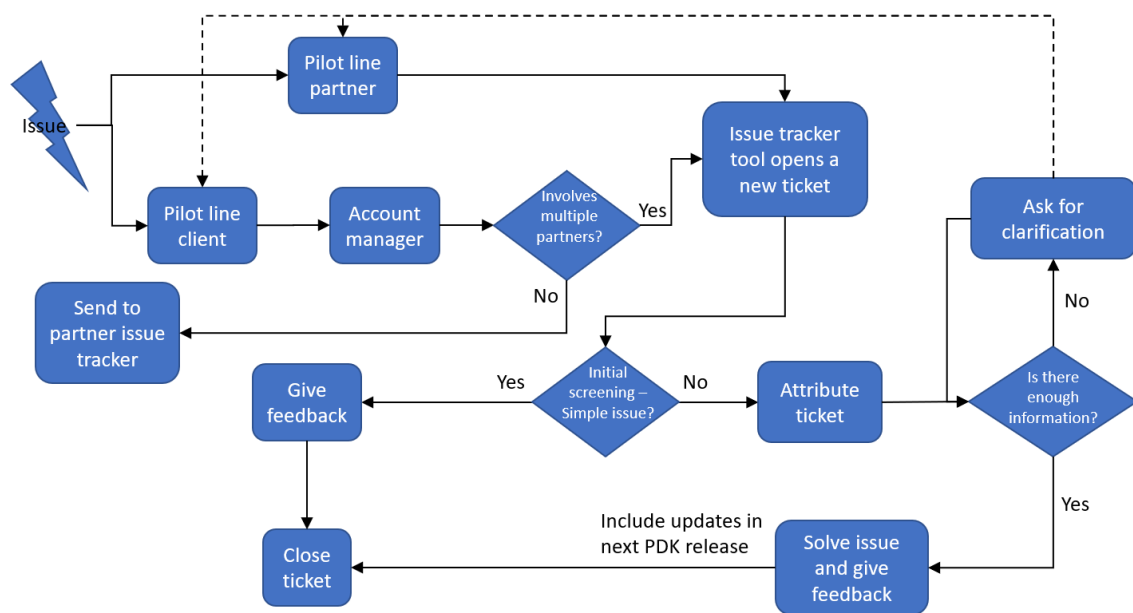 Pilot line
partner
Issue
Issue tracker
tool opens a
new ticket
Pilot line
client
Account
manager
Involves
multiple
partners?
Yes
Ask for
clarification
No
Send to
partner issue
tracker
No
Give
feedback
Yes
Initial
screening –
Simple issue?
No
Attribute
ticket
Is there
enough
information?
Yes
Include updates in
next PDK release
Close
ticket
Solve issue
and give
feedback